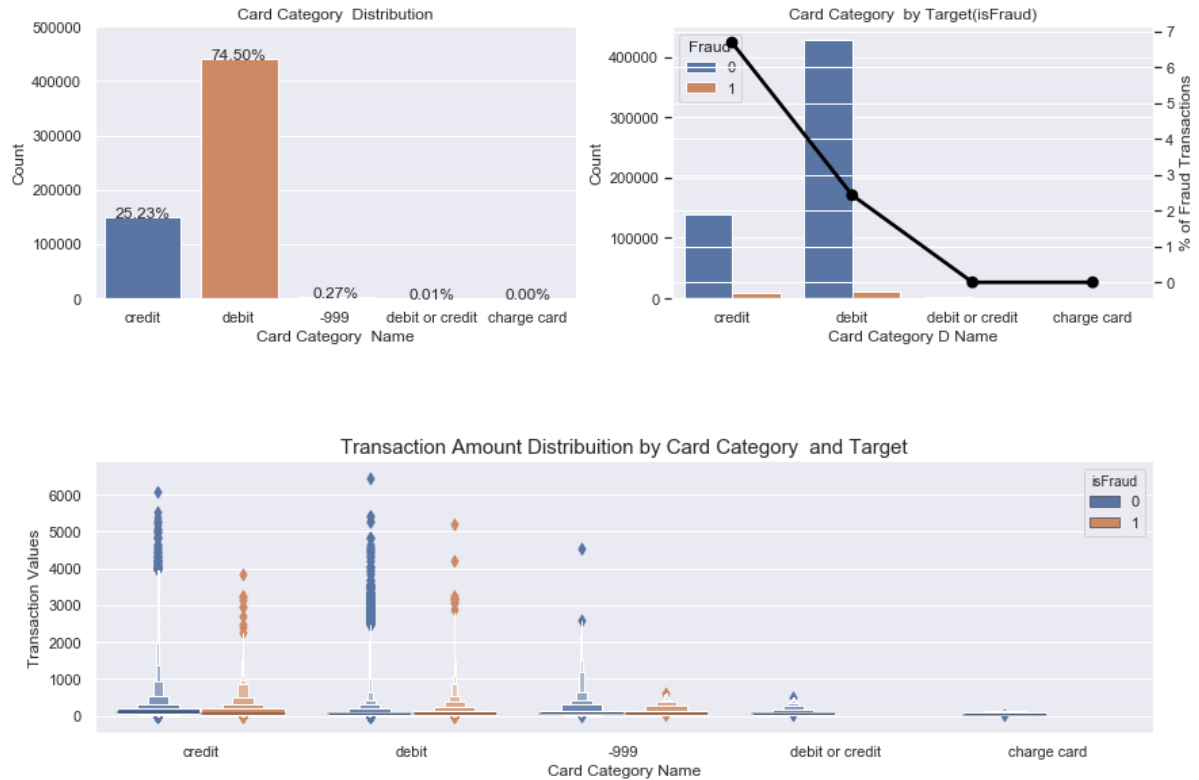 Card Category  Distribution
500000
400000
300000
200000
100000
0
Count
25.23%
74.50%
0.27%
0.01%
0.00%
credit
debit
-999
debit or credit
charge card
Card Category  Name
Card Category  by Target(isFraud)
400000
300000
200000
100000
0
Count
Fraud
0
1
7
6
5
4
3
2
1
0
% of Fraud Transactions
credit
debit
debit or credit
charge card
Card Category D Name
Transaction Amount Distribuition by Card Category  and Target
6000
5000
4000
3000
2000
1000
0
Transaction Values
isFraud
0
1
credit
debit
-999
debit or credit
charge card
Card Category Name